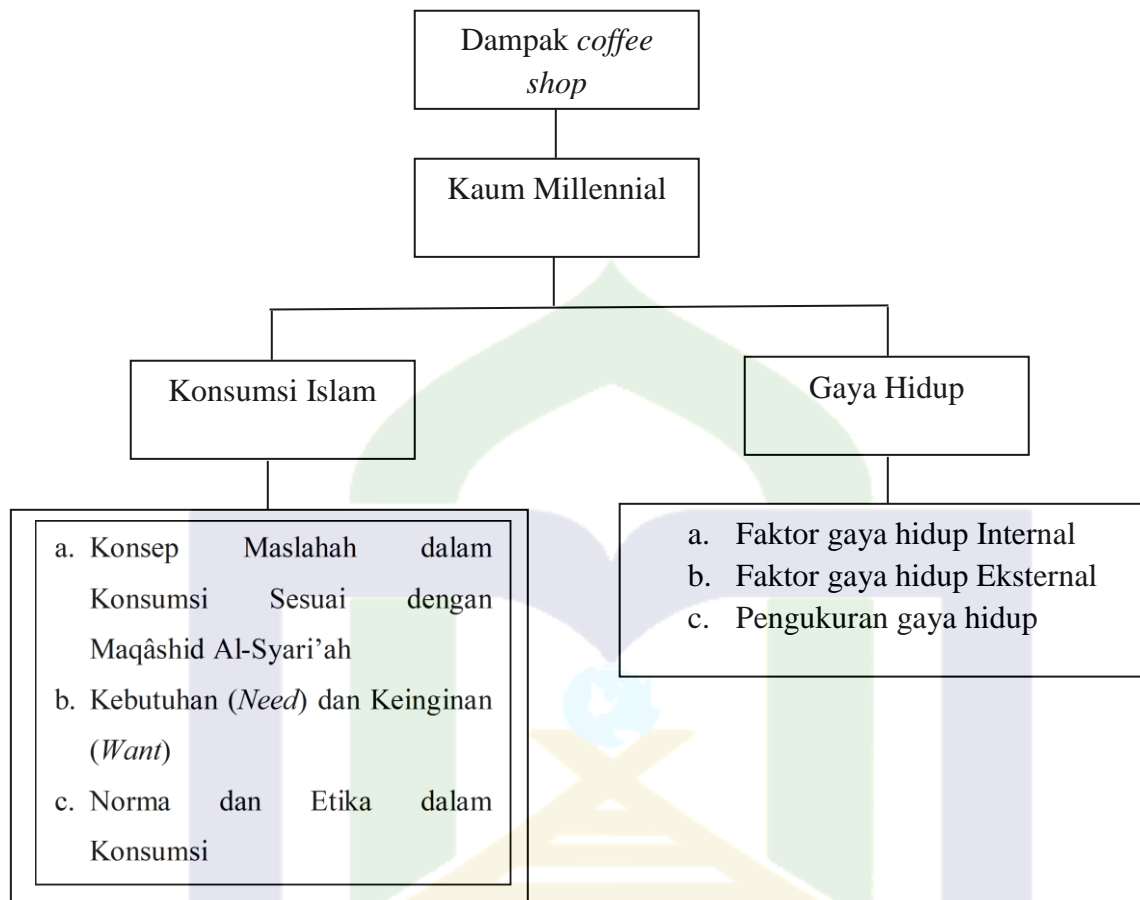 Dampak coffee
shop
Kaum Millennial
Konsumsi Islam
Gaya Hidup
a. Konsep Maslahah dalam
Konsumsi Sesuai dengan
Maqâshid Al-Syari’ah
b. Kebutuhan (Need) dan Keinginan
(Want)
c. Norma dan Etika dalam
Konsumsi
a. Faktor gaya hidup Internal
b. Faktor gaya hidup Eksternal
c. Pengukuran gaya hidup